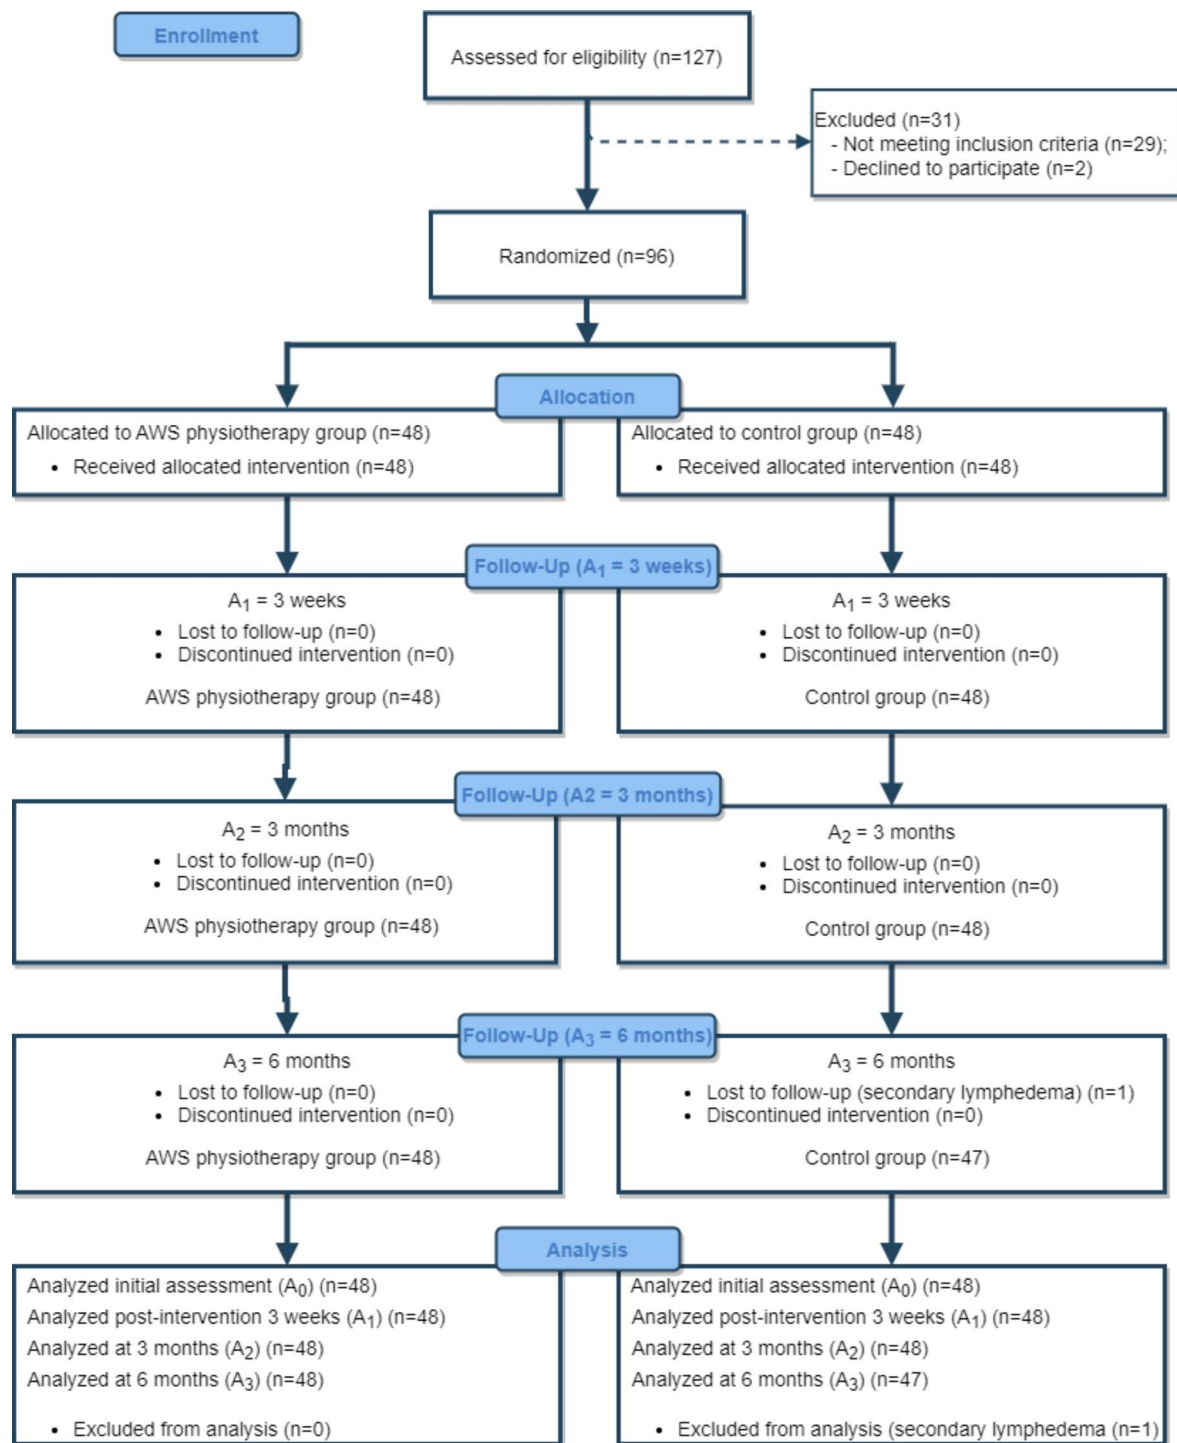 Enrollment
Assessed for eligibility (n=127)
Excluded (n=31)
- Not meeting inclusion criteria (n=29);
- Declined to participate (n=2)
Randomized (n=96)
Allocation
Allocated to AWS physiotherapy group (n=48)
• Received allocated intervention (n=48)
Allocated to control group (n=48)
• Received allocated intervention (n=48)
Follow-Up (A1 = 3 weeks)
A1 = 3 weeks
• Lost to follow-up (n=0)
• Discontinued intervention (n=0)
AWS physiotherapy group (n=48)
A1 = 3 weeks
• Lost to follow-up (n=0)
• Discontinued intervention (n=0)
Control group (n=48)
Follow-Up (A2 = 3 months)
A2 = 3 months
• Lost to follow-up (n=0)
• Discontinued intervention (n=0)
AWS physiotherapy group (n=48)
A2 = 3 months
• Lost to follow-up (n=0)
• Discontinued intervention (n=0)
Control group (n=48)
Follow-Up (A3 = 6 months)
A3 = 6 months
• Lost to follow-up (n=0)
• Discontinued intervention (n=0)
AWS physiotherapy group (n=48)
A3 = 6 months
• Lost to follow-up (secondary lymphedema) (n=1)
• Discontinued intervention (n=0)
Control group (n=47)
Analysis
Analyzed initial assessment (A0) (n=48)
Analyzed post-intervention 3 weeks (A1) (n=48)
Analyzed at 3 months (A2) (n=48)
Analyzed at 6 months (A3) (n=48)
• Excluded from analysis (n=0)
Analyzed initial assessment (A0) (n=48)
Analyzed post-intervention 3 weeks (A1) (n=48)
Analyzed at 3 months (A2) (n=48)
Analyzed at 6 months (A3) (n=47)
• Excluded from analysis (secondary lymphedema (n=1)